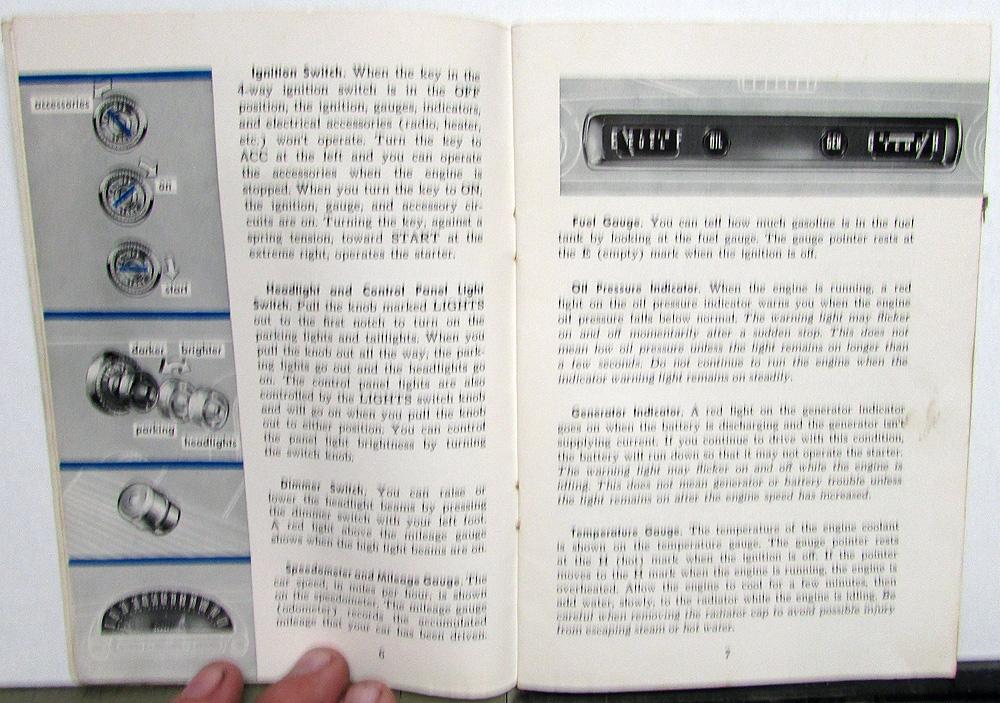 accessories
on
start
darker brighter
parking
headlights
Ignition Switch. When the key in the
4-way ignition switch is in the OFF
position, the ignition, gauges, indicators,
and electrical accessories (radio, heater,
etc.) won't operate. Turn the key to
ACC at the left and you can operate
the accessories when the engine is
stopped. When you turn the key to ON,
the ignition, gauge, and accessory cir-
cuits are on. Turning the key, against a
spring tension, toward START at the
extreme right, operates the starter.
Headlight and Control Panel Light
Switch. Pull the knob marked LIGHTS
out to the first notch to turn on the
parking lights and taillights. When you
pull the knob out all the way, the park-
ing lights go out and the headlights go
on. The control panel lights are also
controlled by the LIGHTS switch knob
and will go on when you pull the knob
out to either position. You can control
the panel light brightness by turning
the switch knob.
Dimmer Switch. You can raise or
lower the headlight beams by pressing
the dimmer switch with your left foot.
A red light above the mileage gauge
shows when the high light beams are on.
Speedometer and Mileage Gauge. The
car speed, in miles per hour, is shown
on the speedometer. The mileage gauge
(odometer) records the accumulated
mileage that your car has been driven.
6
FUEL OIL GEN TEMP
Fuel Gauge. You can tell how much gasoline is in the fuel
tank by looking at the fuel gauge. The gauge pointer rests at
the E (empty) mark when the ignition is off.
Oil Pressure Indicator. When the engine is running, a red
light on the oil pressure indicator warns you when the engine
oil pressure falls below normal. The warning light may flicker
on and off momentarily after a sudden stop. This does not
mean low oil pressure unless the light remains on longer than
a few seconds. Do not continue to run the engine when the
indicator warning light remains on steadily.
Generator Indicator. A red light on the generator indicator
goes on when the battery is discharging and the generator isn't
supplying current. If you continue to drive with this condition,
the battery will run down so that it may not operate the starter.
The warning light may flicker on and off while the engine is
idling. This does not mean generator or battery trouble unless
the light remains on after the engine speed has increased.
Temperature Gauge. The temperature of the engine coolant
is shown on the temperature gauge. The gauge pointer rests
at the H (hot) mark when the ignition is off. If the pointer
moves to the H mark when the engine is running, the engine is
overheated. Allow the engine to cool for a few minutes, then
add water, slowly, to the radiator while the engine is idling. Be
careful when removing the radiator cap to avoid possible injury
from escaping steam or hot water.
7